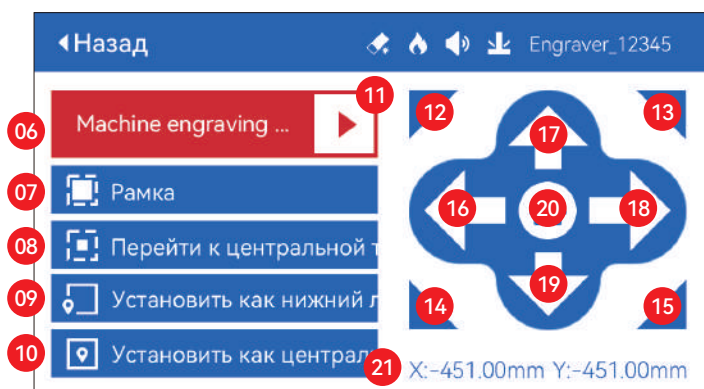 Назад Engraver_12345
11
12 13
06 Machine engraving ...
17
07 Рамка
16 20 18
08 Перейти к центральной т
19
09 Установить как нижний л
14 15
10 Установить как централ
21 X:-451.00mm Y:-451.00mm